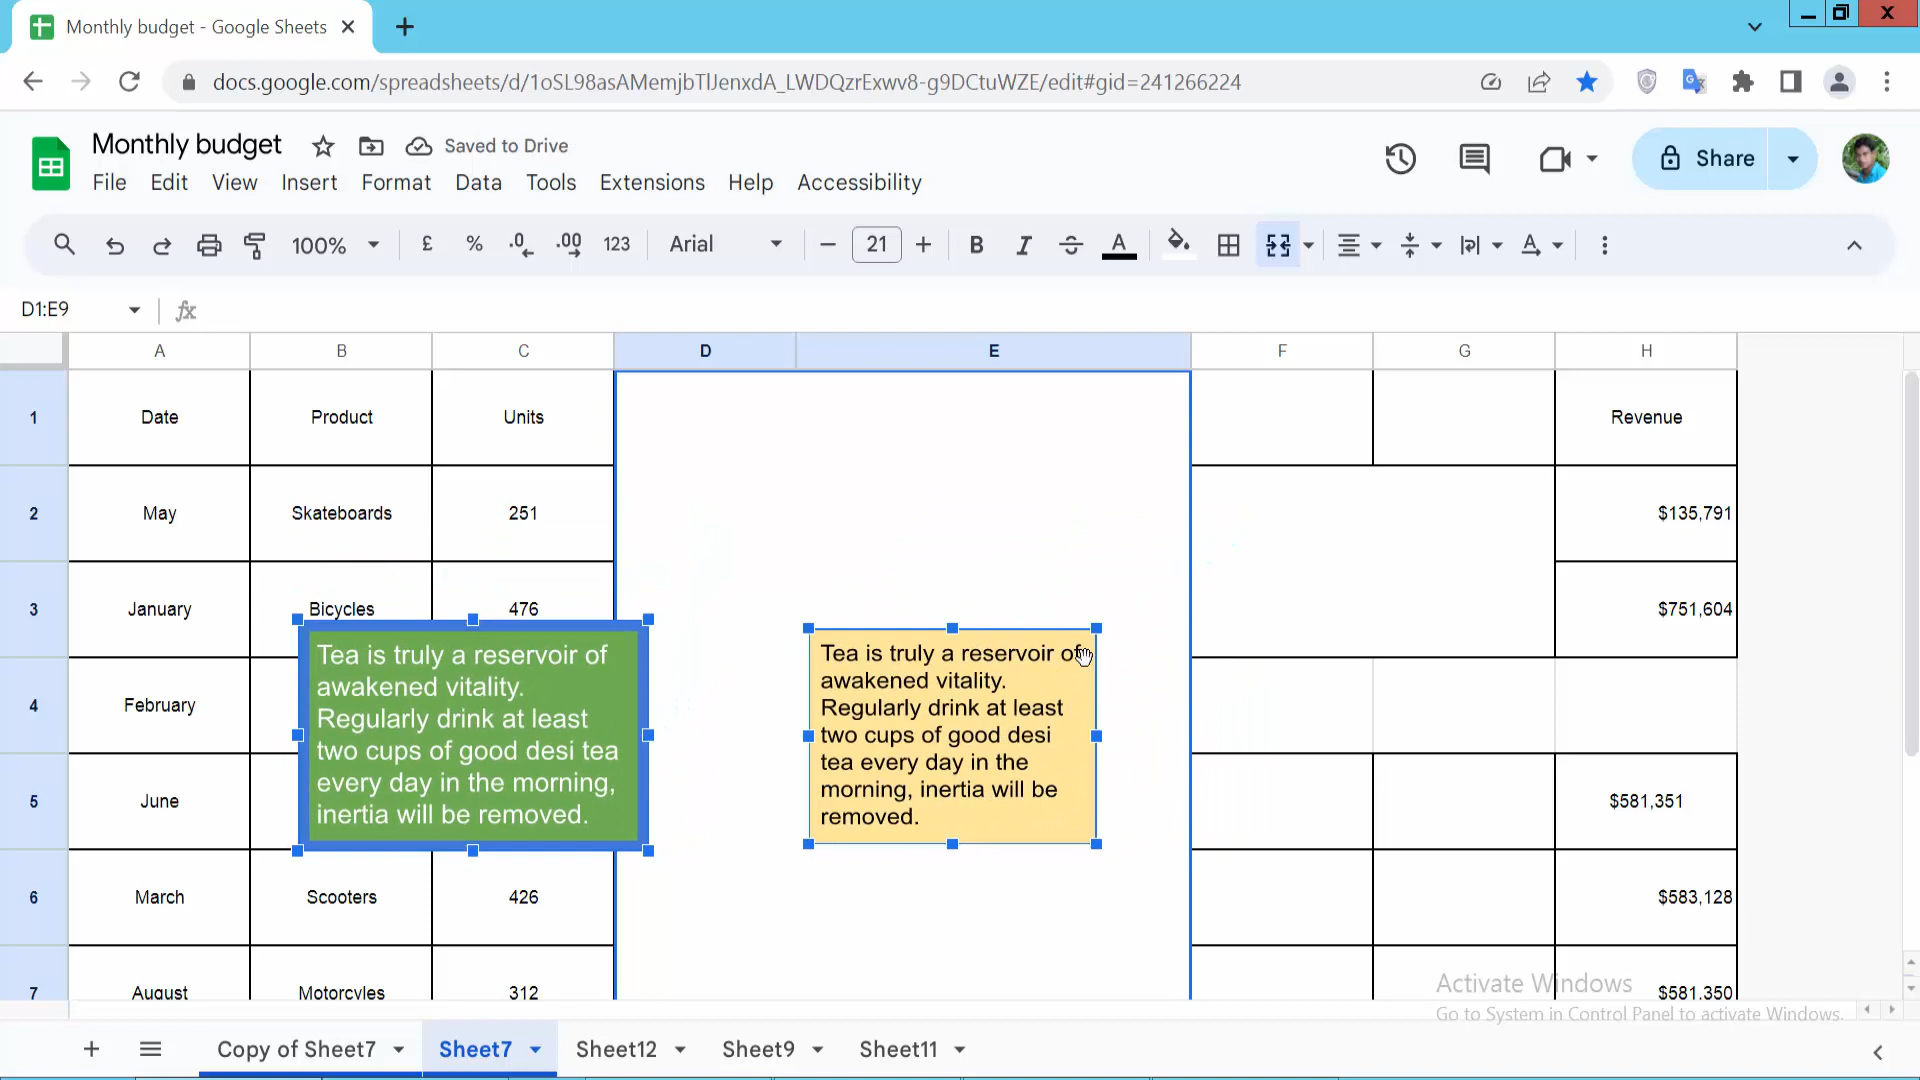 Monthly budget - Google Sheets
docs.google.com/spreadsheets/d/1oSL98asAMemjbTlJenxdA_LWDQzrExwv8-g9DCtuWZE/edit#gid=241266224
Monthly budget
Saved to Drive
Share
File Edit View Insert Format Data Tools Extensions Help Accessibility
100% £ % .0 .00 123 Arial 21 B I S A
D1:E9 fx
A B C D E F G H
1 Date Product Units Revenue
2 May Skateboards 251 $135,791
3 January Bicycles 476 $751,604
4 February
5 June $581,351
6 March Scooters 426 $583,128
7 August Motorcyles 312 $581,350
Tea is truly a reservoir of
awakened vitality.
Regularly drink at least
two cups of good desi tea
every day in the morning,
inertia will be removed.
Tea is truly a reservoir of
awakened vitality.
Regularly drink at least
two cups of good desi
tea every day in the
morning, inertia will be
removed.
Activate Windows
Go to System in Control Panel to activate Windows.
Copy of Sheet7 Sheet7 Sheet12 Sheet9 Sheet11